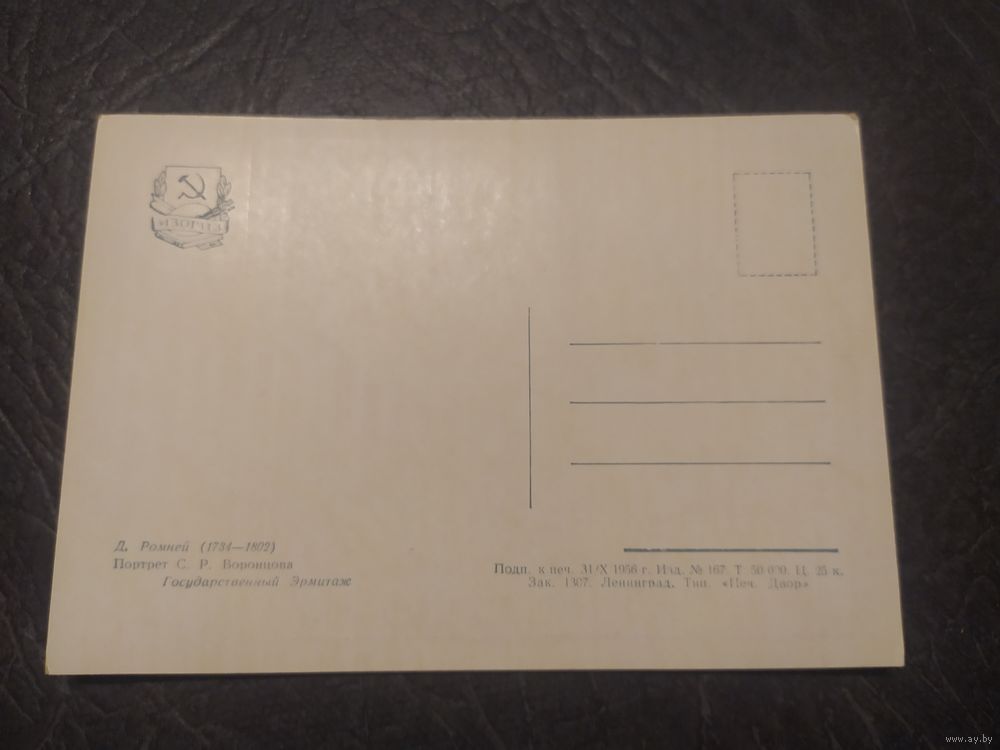 ИЗОГИЗ
Д. Ромней (1734—1802)
Портрет С. Р. Воронцова
Государственный Эрмитаж
Подп. к печ. 31/X 1956 г. Изд. № 167. Т. 50 000. Ц. 25 к.
Зак. 1307. Ленинград, Тип. «Печ. Двор»
www.ay.by